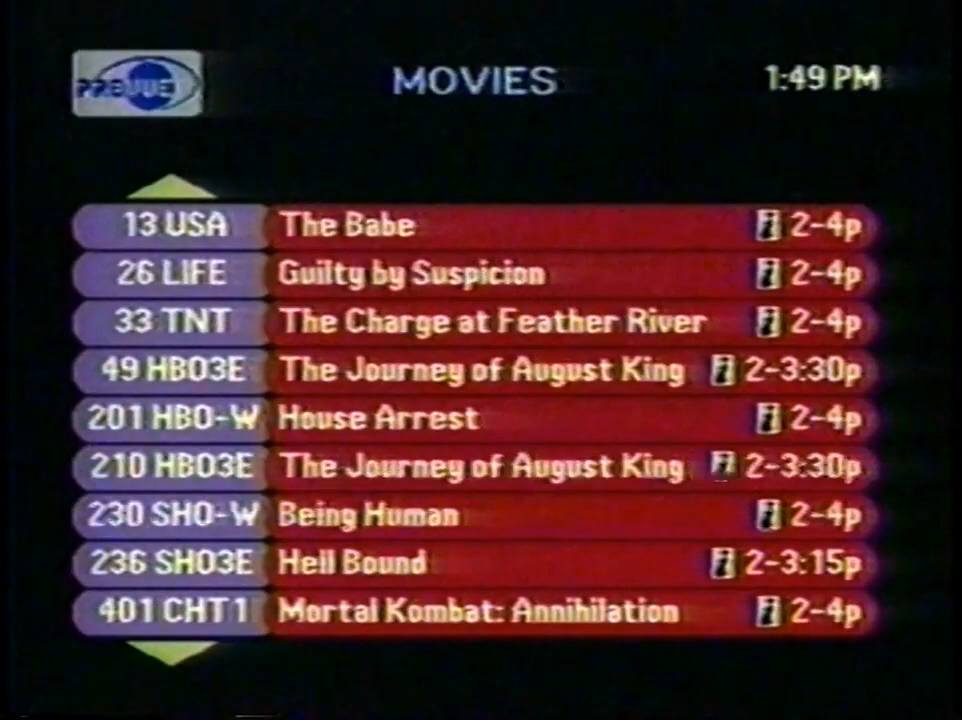 PREVUE
MOVIES
1:49 PM
13 USA The Babe i 2-4p
26 LIFE Guilty by Suspicion i 2-4p
33 TNT The Charge at Feather River i 2-4p
49 HBO3E The Journey of August King i 2-3:30p
201 HBO-W House Arrest i 2-4p
210 HBO3E The Journey of August King i 2-3:30p
230 SHO-W Being Human i 2-4p
236 SHO3E Hell Bound i 2-3:15p
401 CHT1 Mortal Kombat: Annihilation i 2-4p